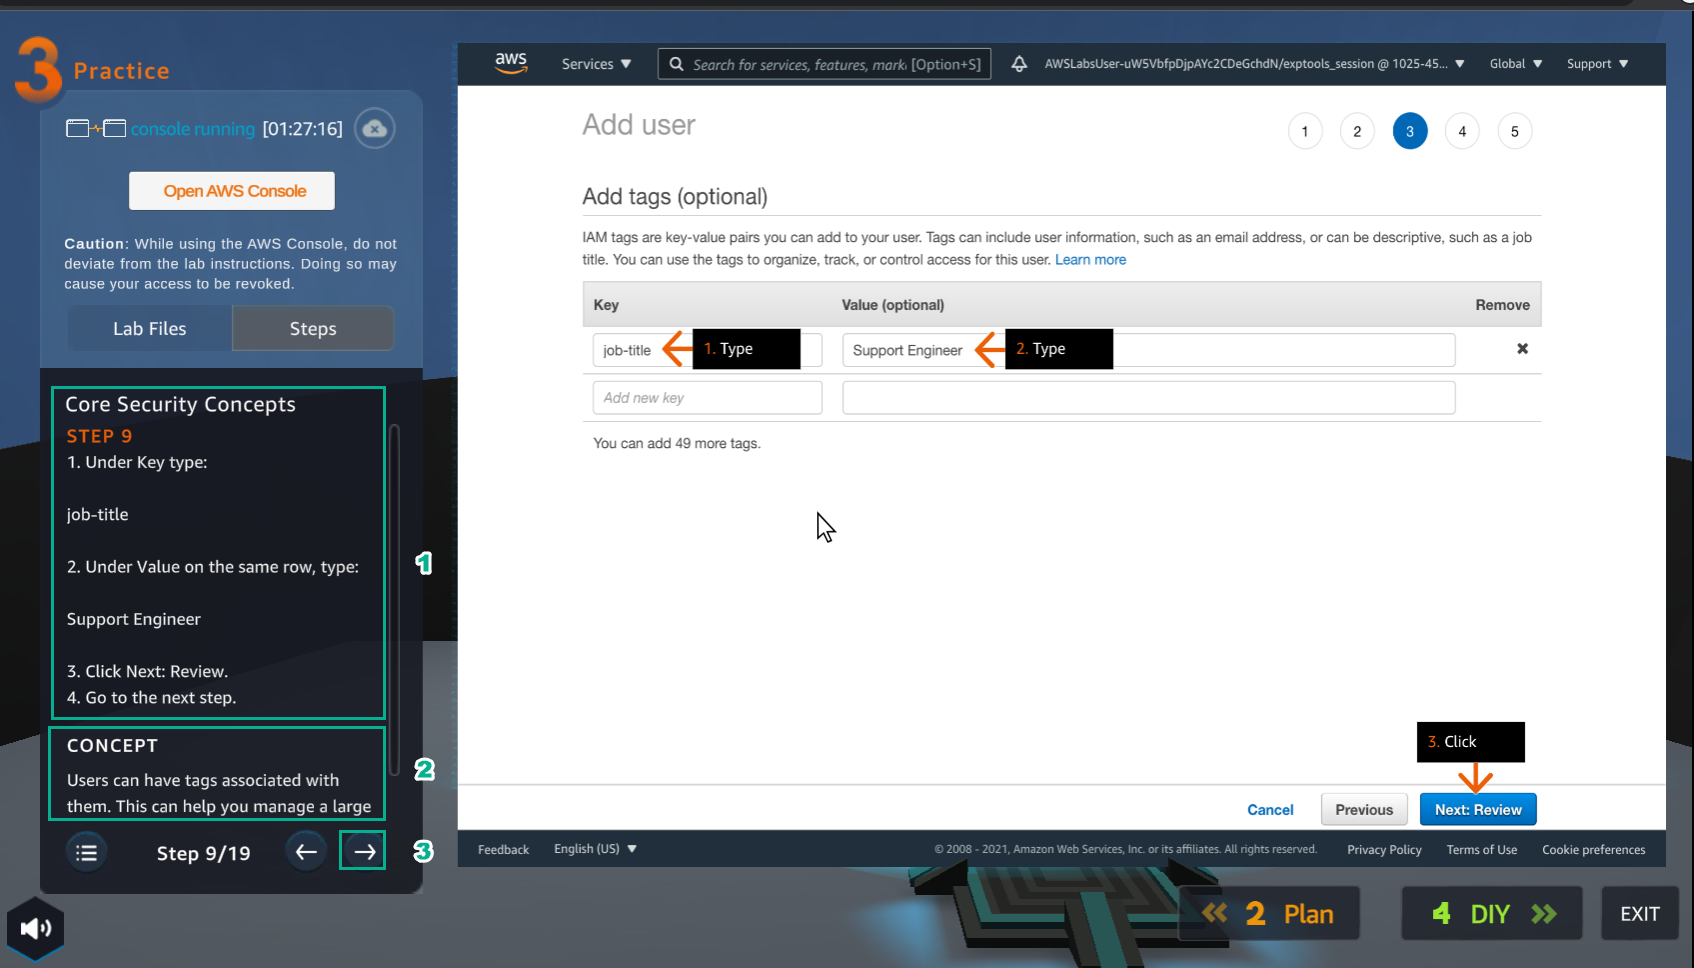 3 Practice
console running [01:27:16]
Open AWS Console
Caution: While using the AWS Console, do not
deviate from the lab instructions. Doing so may
cause your access to be revoked.
Lab Files
Steps
Core Security Concepts
STEP 9
1. Under Key type:
job-title
2. Under Value on the same row, type:
Support Engineer
3. Click Next: Review.
4. Go to the next step.
CONCEPT
Users can have tags associated with
them. This can help you manage a large
Step 9/19
1
2
3
aws
Services ▼
Search for services, features, mark [Option+S]
AWSLabsUser-uW5VbfpDjpAYc2CDeGchdN/exptools_session @ 1025-45... ▼
Global ▼
Support ▼
Add user
1 2 3 4 5
Add tags (optional)
IAM tags are key-value pairs you can add to your user. Tags can include user information, such as an email address, or can be descriptive, such as a job
title. You can use the tags to organize, track, or control access for this user. Learn more
Key Value (optional) Remove
job-title 1. Type Support Engineer 2. Type
Add new key
You can add 49 more tags.
3. Click
Cancel Previous Next: Review
Feedback English (US) ▼ © 2008 - 2021, Amazon Web Services, Inc. or its affiliates. All rights reserved. Privacy Policy Terms of Use Cookie preferences
2 Plan
4 DIY
EXIT